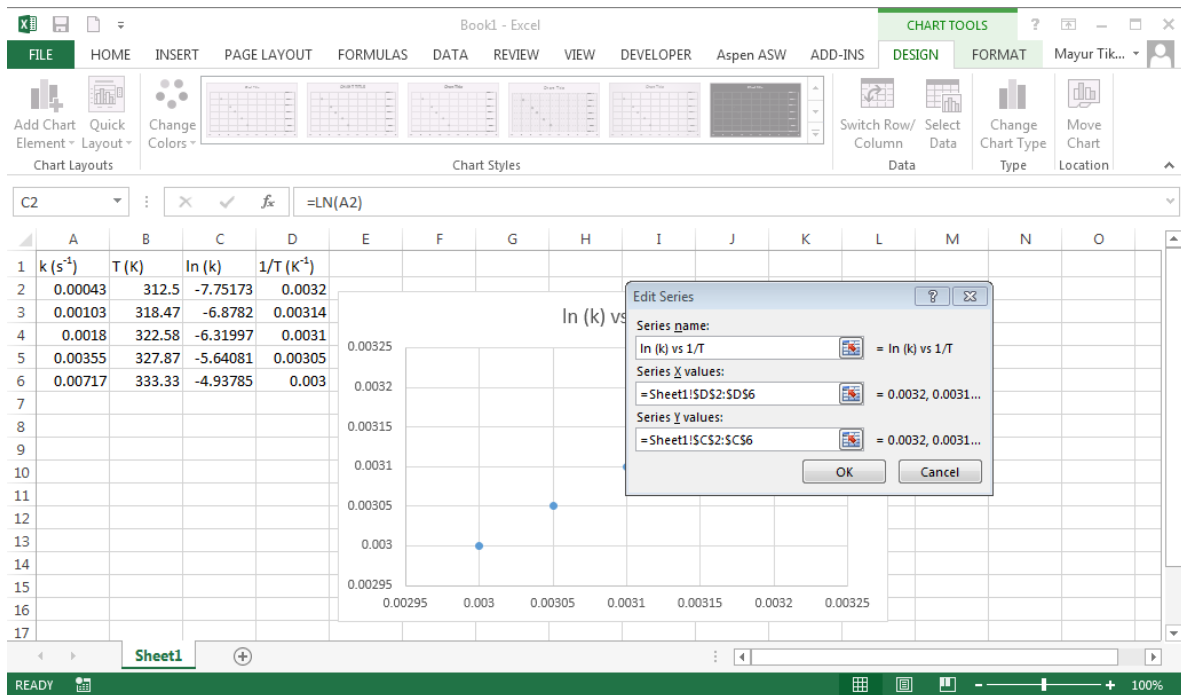 Book1 - Excel
CHART TOOLS
?
FILE HOME INSERT PAGE LAYOUT FORMULAS DATA REVIEW VIEW DEVELOPER Aspen ASW ADD-INS DESIGN FORMAT Mayur Tik...
Add Chart Element Quick Layout Change Colors Switch Row/ Column Select Data Change Chart Type Move Chart
Chart Layouts Chart Styles Data Type Location
C2 fx =LN(A2)
A B C D E F G H I J K L M N O
1 k (s⁻¹) T (K) ln (k) 1/T (K⁻¹)
2 0.00043 312.5 -7.75173 0.0032
3 0.00103 318.47 -6.8782 0.00314
4 0.0018 322.58 -6.31997 0.0031
5 0.00355 327.87 -5.64081 0.00305
6 0.00717 333.33 -4.93785 0.003
7
8
9
10
11
12
13
14
15
16
17
ln (k) vs
0.00325
0.0032
0.00315
0.0031
0.00305
0.003
0.00295
0.00295 0.003 0.00305 0.0031 0.00315 0.0032 0.00325
Edit Series
?
Series name:
ln (k) vs 1/T = ln (k) vs 1/T
Series X values:
=Sheet1!$D$2:$D$6 = 0.0032, 0.0031...
Series Y values:
=Sheet1!$C$2:$C$6 = 0.0032, 0.0031...
OK Cancel
Sheet1
READY 100%